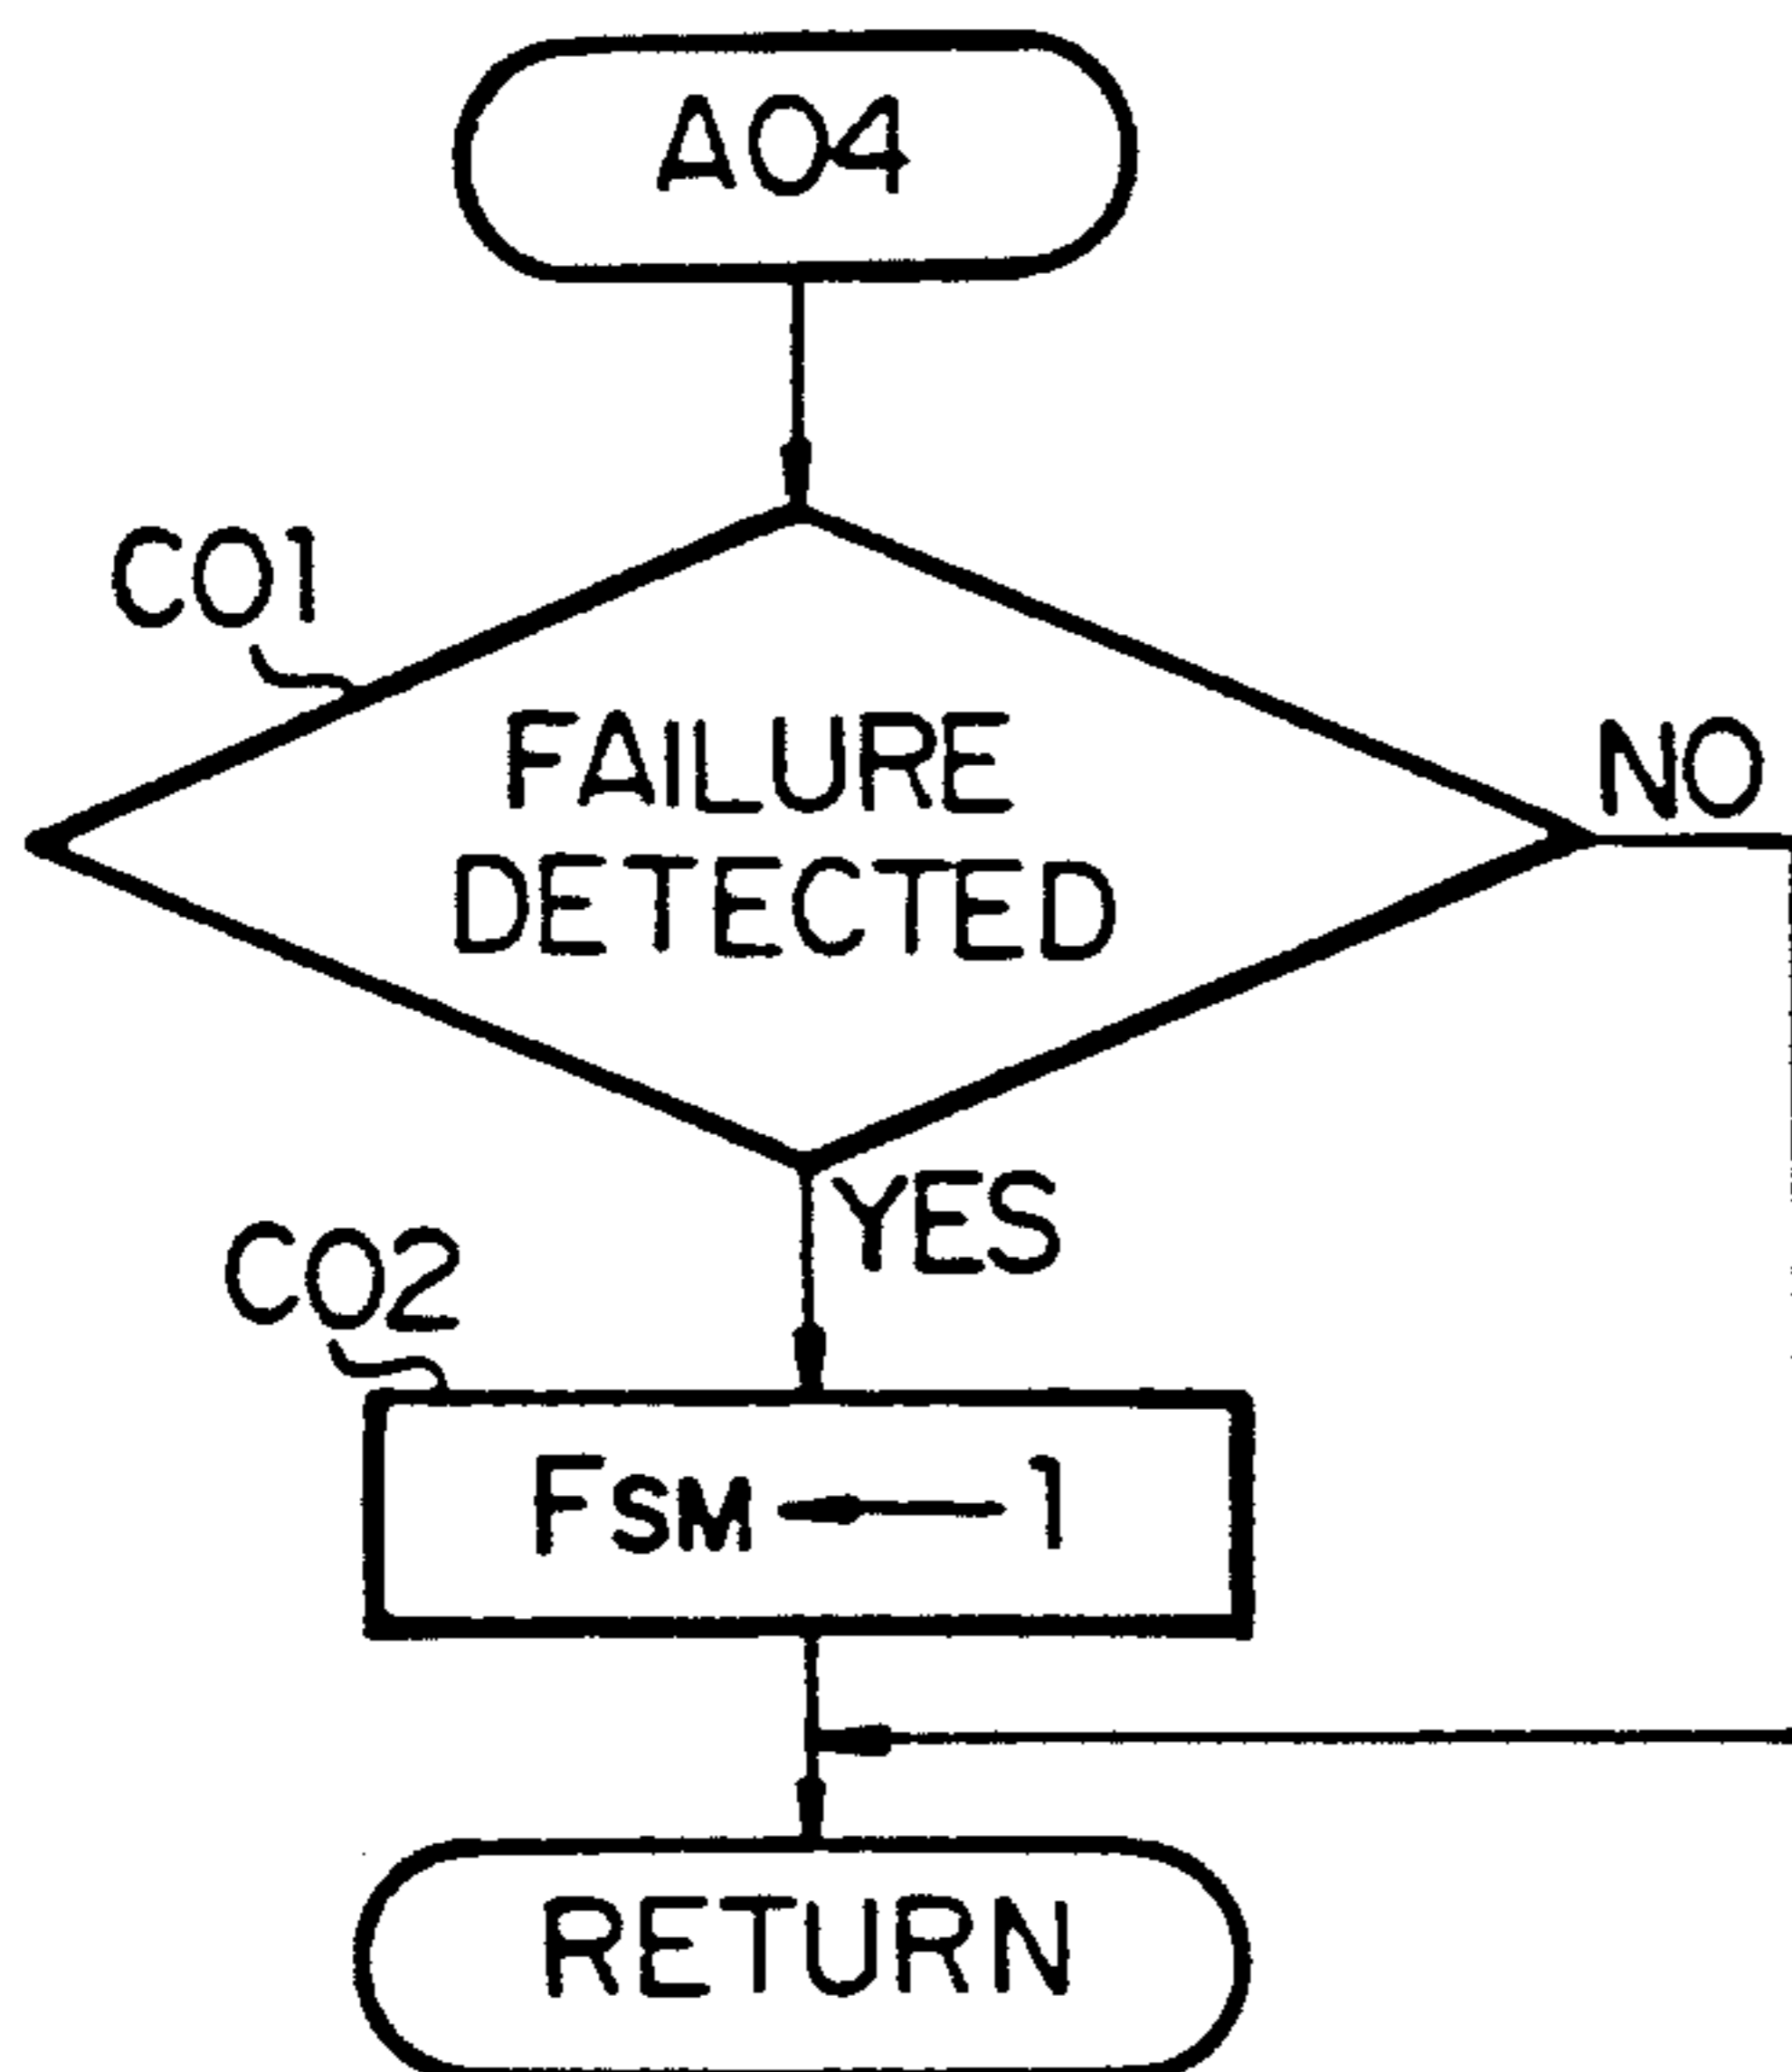 A04
C01
FAILURE
DETECTED
NO
YES
C02
FSM ← 1
RETURN